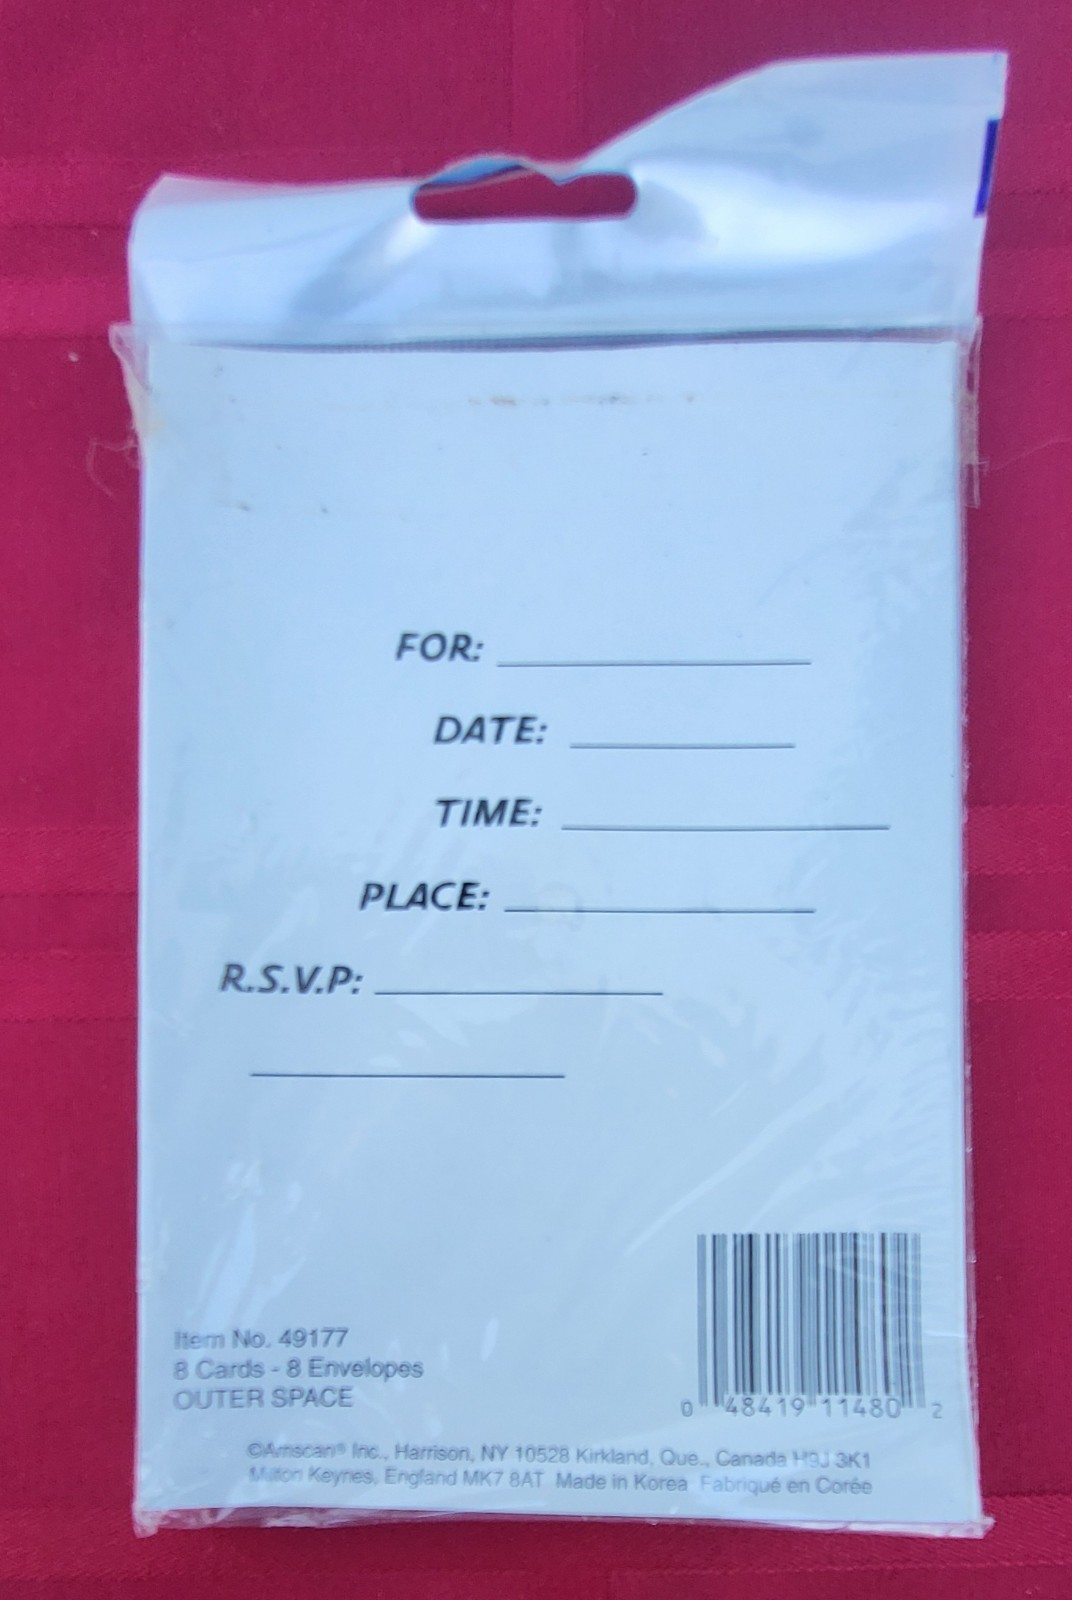 FOR:
DATE:
TIME:
PLACE:
R.S.V.P:
Item No. 49177
8 Cards - 8 Envelopes
OUTER SPACE
0 48419 11480 2
©Amscan® Inc., Harrison, NY 10528 Kirkland, Que., Canada H9J 3K1
Milton Keynes, England MK7 8AT Made in Korea Fabriqué en Corée